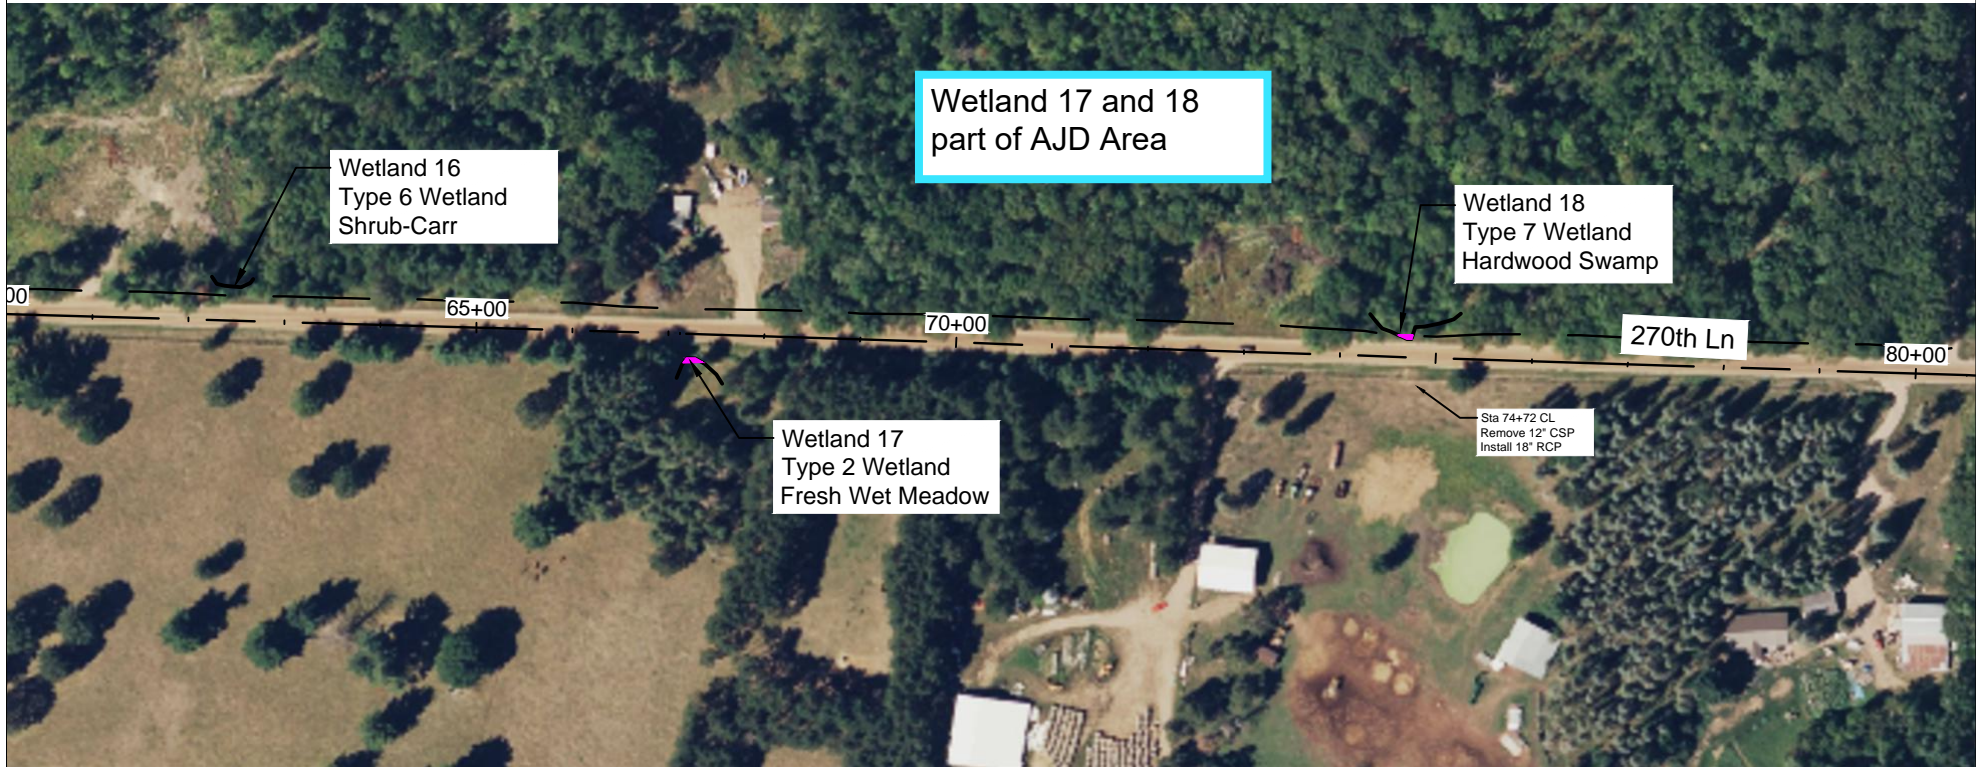 Wetland 17 and 18
part of AJD Area
Wetland 16
Type 6 Wetland
Shrub-Carr
Wetland 18
Type 7 Wetland
Hardwood Swamp
00
65+00
70+00
270th Ln
80+00
Wetland 17
Type 2 Wetland
Fresh Wet Meadow
Sta 74+72 CL
Remove 12" CSP
Install 18" RCP